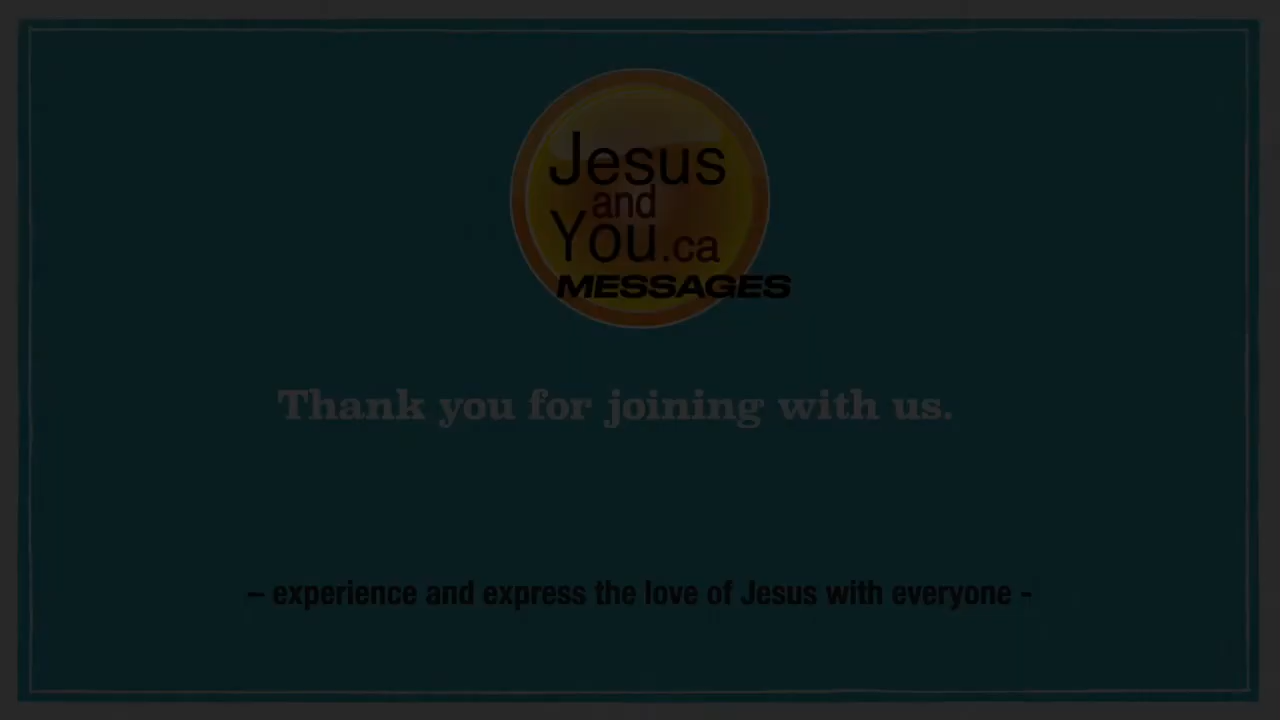 Jesus
and
You.ca
MESSAGES
Thank you for joining with us.
– experience and express the love of Jesus with everyone -